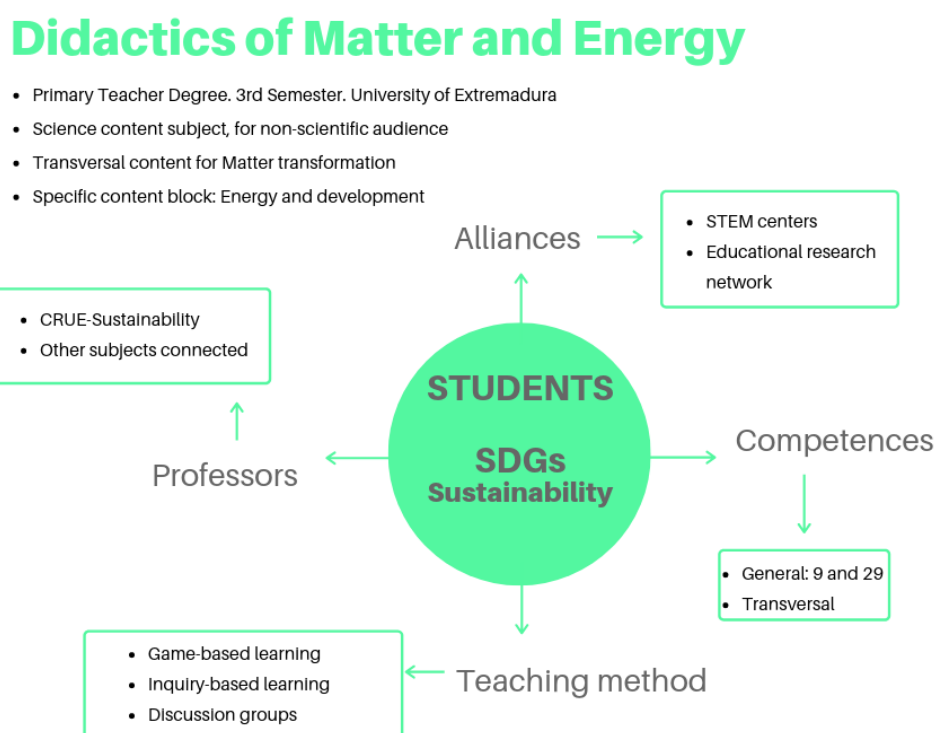 Didactics of Matter and Energy
• Primary Teacher Degree. 3rd Semester. University of Extremadura
• Science content subject, for non-scientific audience
• Transversal content for Matter transformation
• Specific content block: Energy and development
Alliances
• STEM centers
• Educational research
network
• CRUE-Sustainability
• Other subjects connected
STUDENTS
SDGs
Sustainability
Professors
Competences
• General: 9 and 29
• Transversal
Teaching method
• Game-based learning
• Inquiry-based learning
• Discussion groups